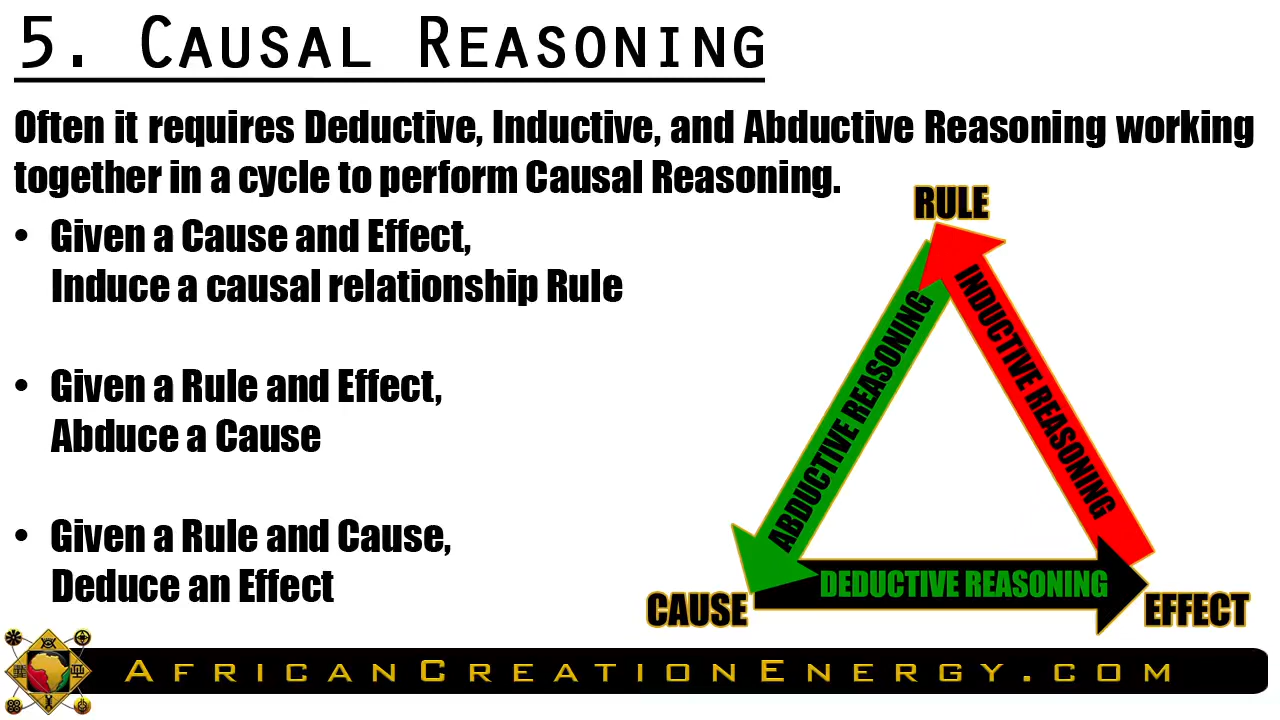 5. Causal Reasoning
Often it requires Deductive, Inductive, and Abductive Reasoning working
together in a cycle to perform Causal Reasoning.
• Given a Cause and Effect,
Induce a causal relationship Rule
• Given a Rule and Effect,
Abduce a Cause
• Given a Rule and Cause,
Deduce an Effect
RULE
ABDUCTIVE REASONING
INDUCTIVE REASONING
DEDUCTIVE REASONING
CAUSE
EFFECT
AfricanCreationEnergy.com